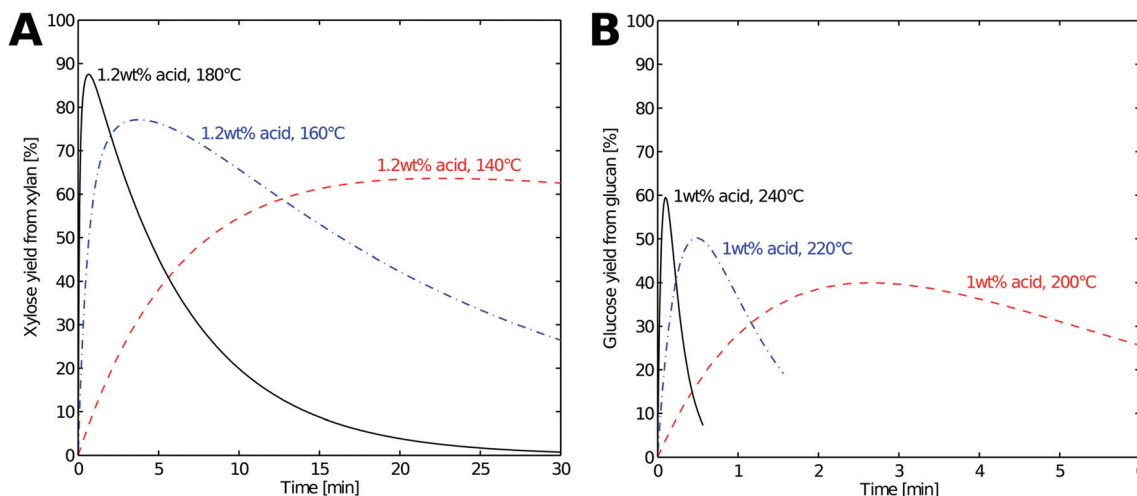 A
Xylose yield from xylan [%]
100
90
80
70
60
50
40
30
20
10
0
1.2wt% acid, 180°C
1.2wt% acid, 160°C
1.2wt% acid, 140°C
0 5 10 15 20 25 30
Time [min]
B
Glucose yield from glucan [%]
100
90
80
70
60
50
40
30
20
10
0
1wt% acid, 240°C
1wt% acid, 220°C
1wt% acid, 200°C
0 1 2 3 4 5 6
Time [min]